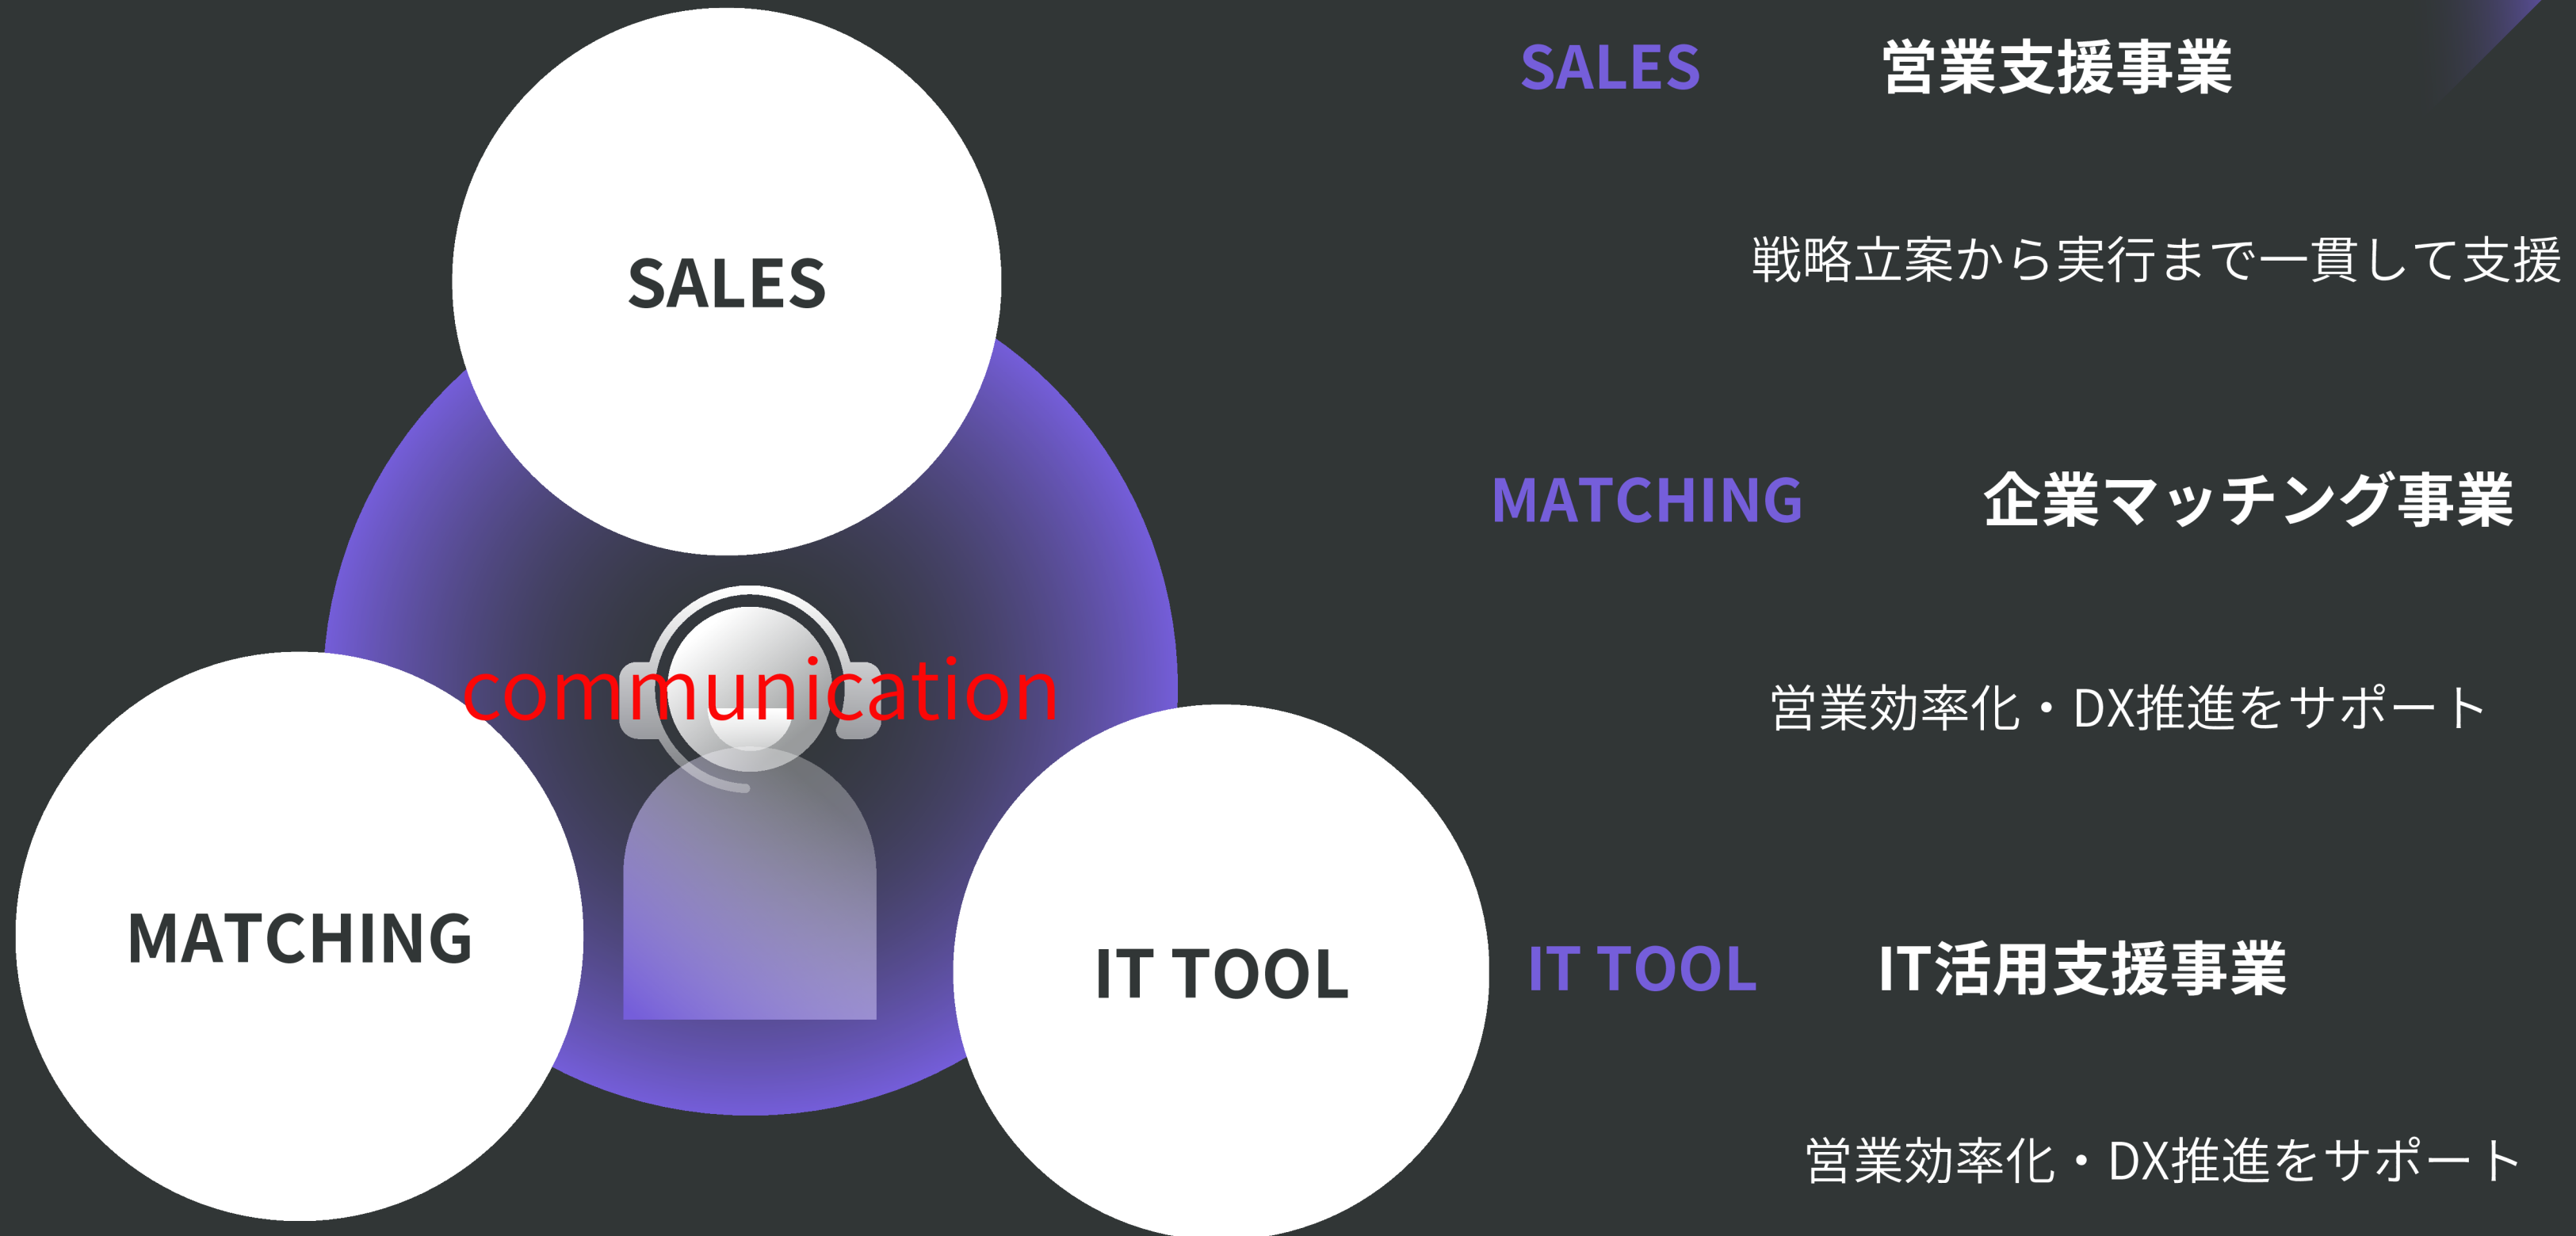 SALES
communication
MATCHING
IT TOOL
SALES 営業支援事業
戦略立案から実行まで一貫して支援
MATCHING 企業マッチング事業
営業効率化・DX推進をサポート
IT TOOL IT活用支援事業
営業効率化・DX推進をサポート